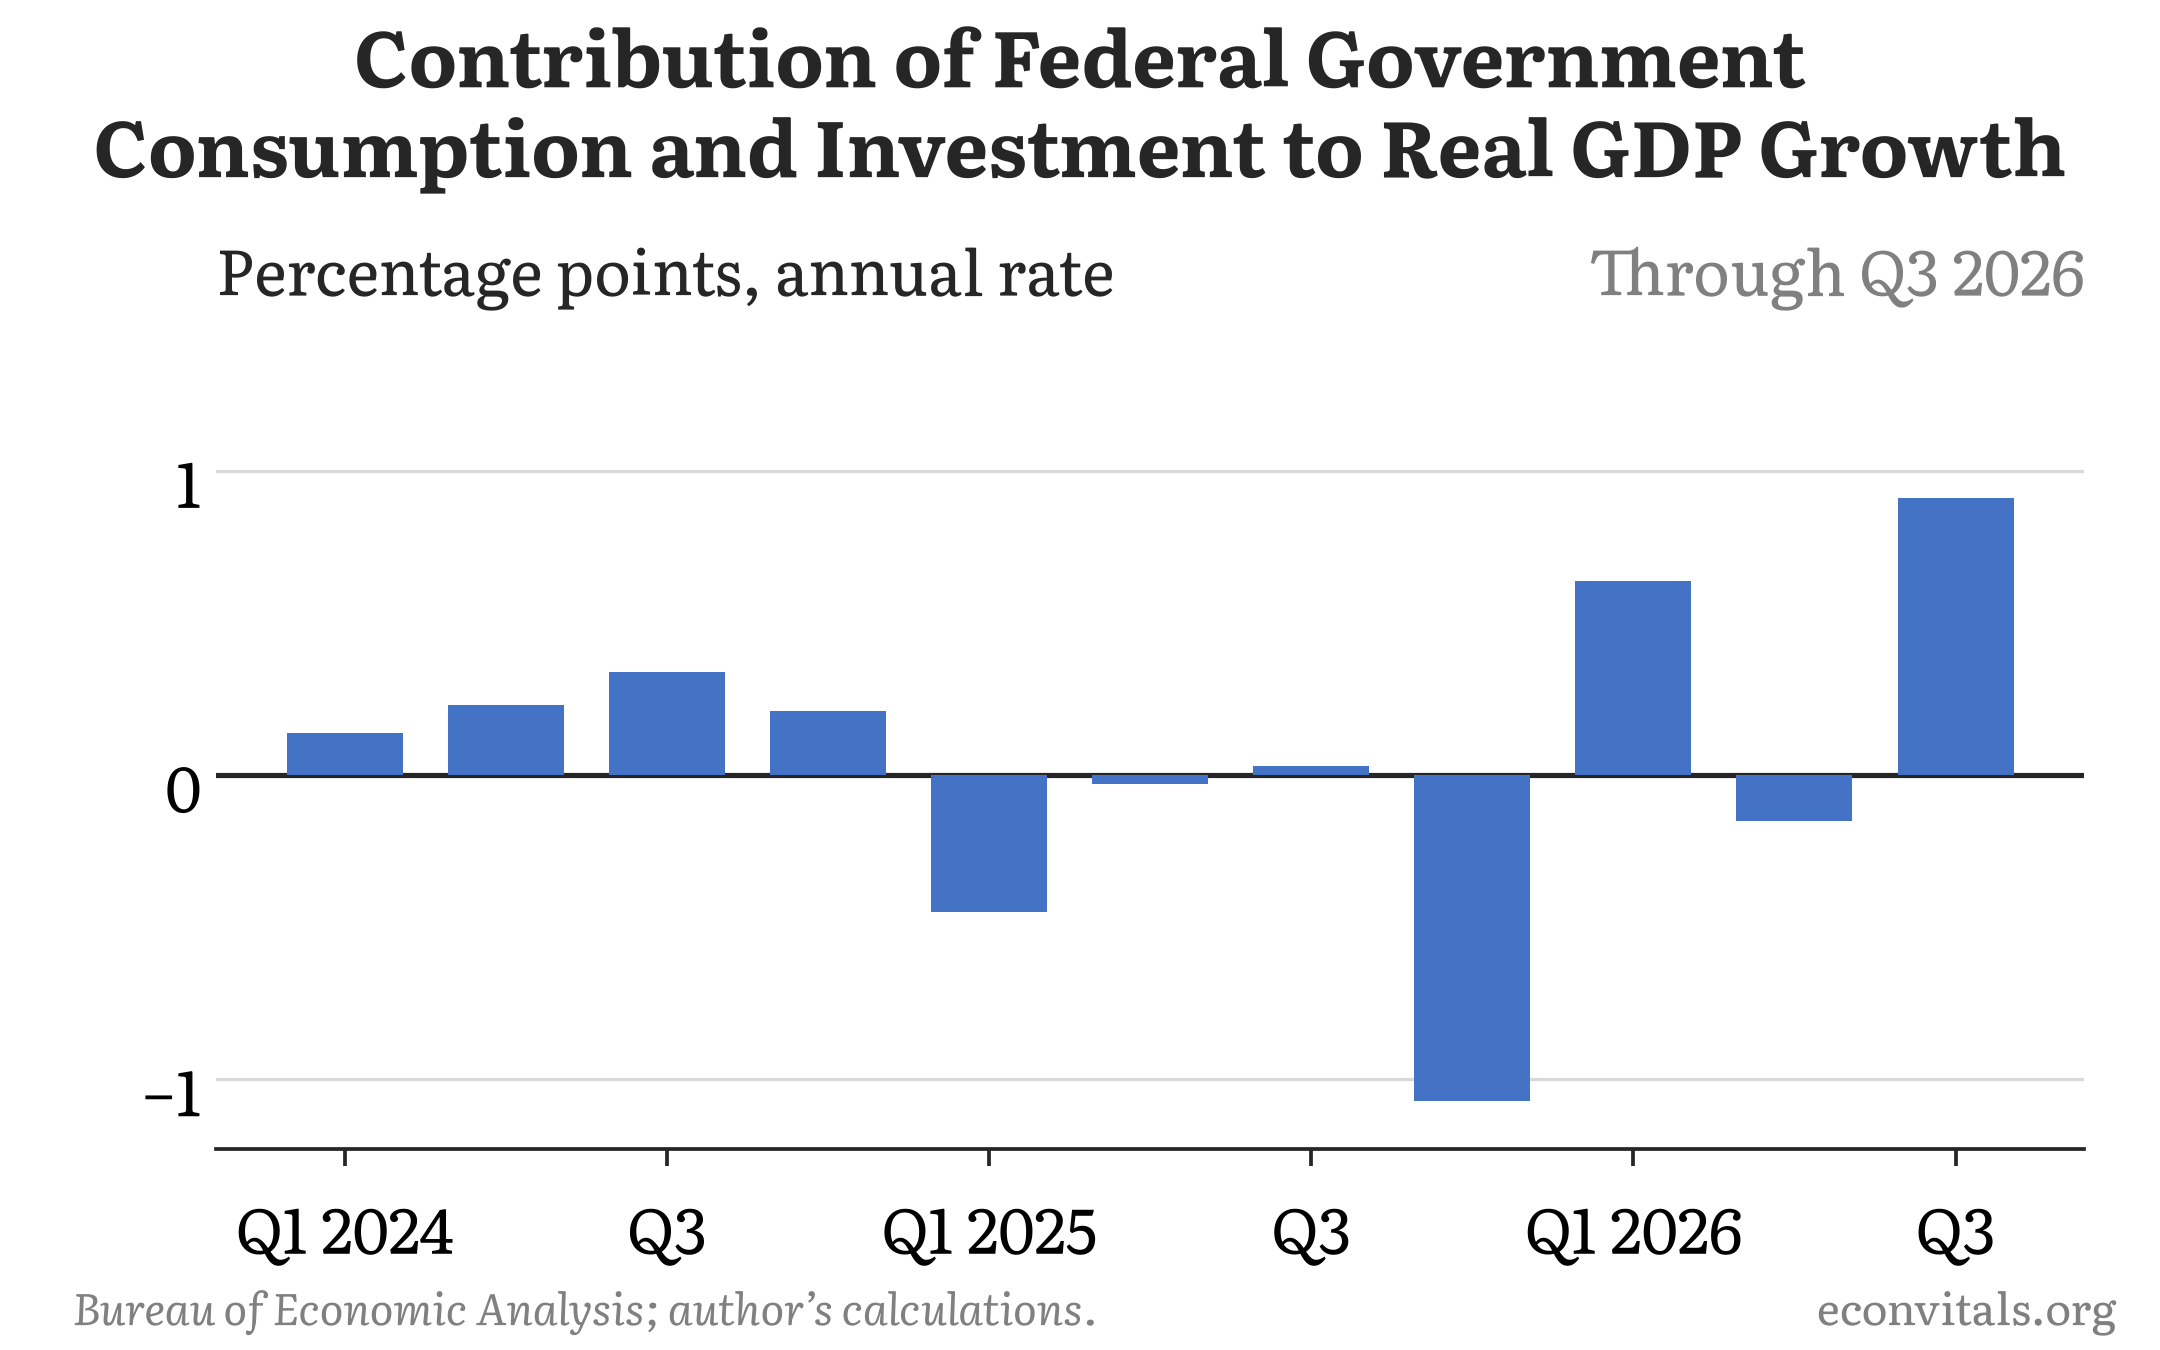 Contribution of Federal Government
Consumption and Investment to Real GDP Growth
Percentage points, annual rate
Through Q3 2026
1
0
−1
Q1 2024
Q3
Q1 2025
Q3
Q1 2026
Q3
Bureau of Economic Analysis; author’s calculations.
econvitals.org